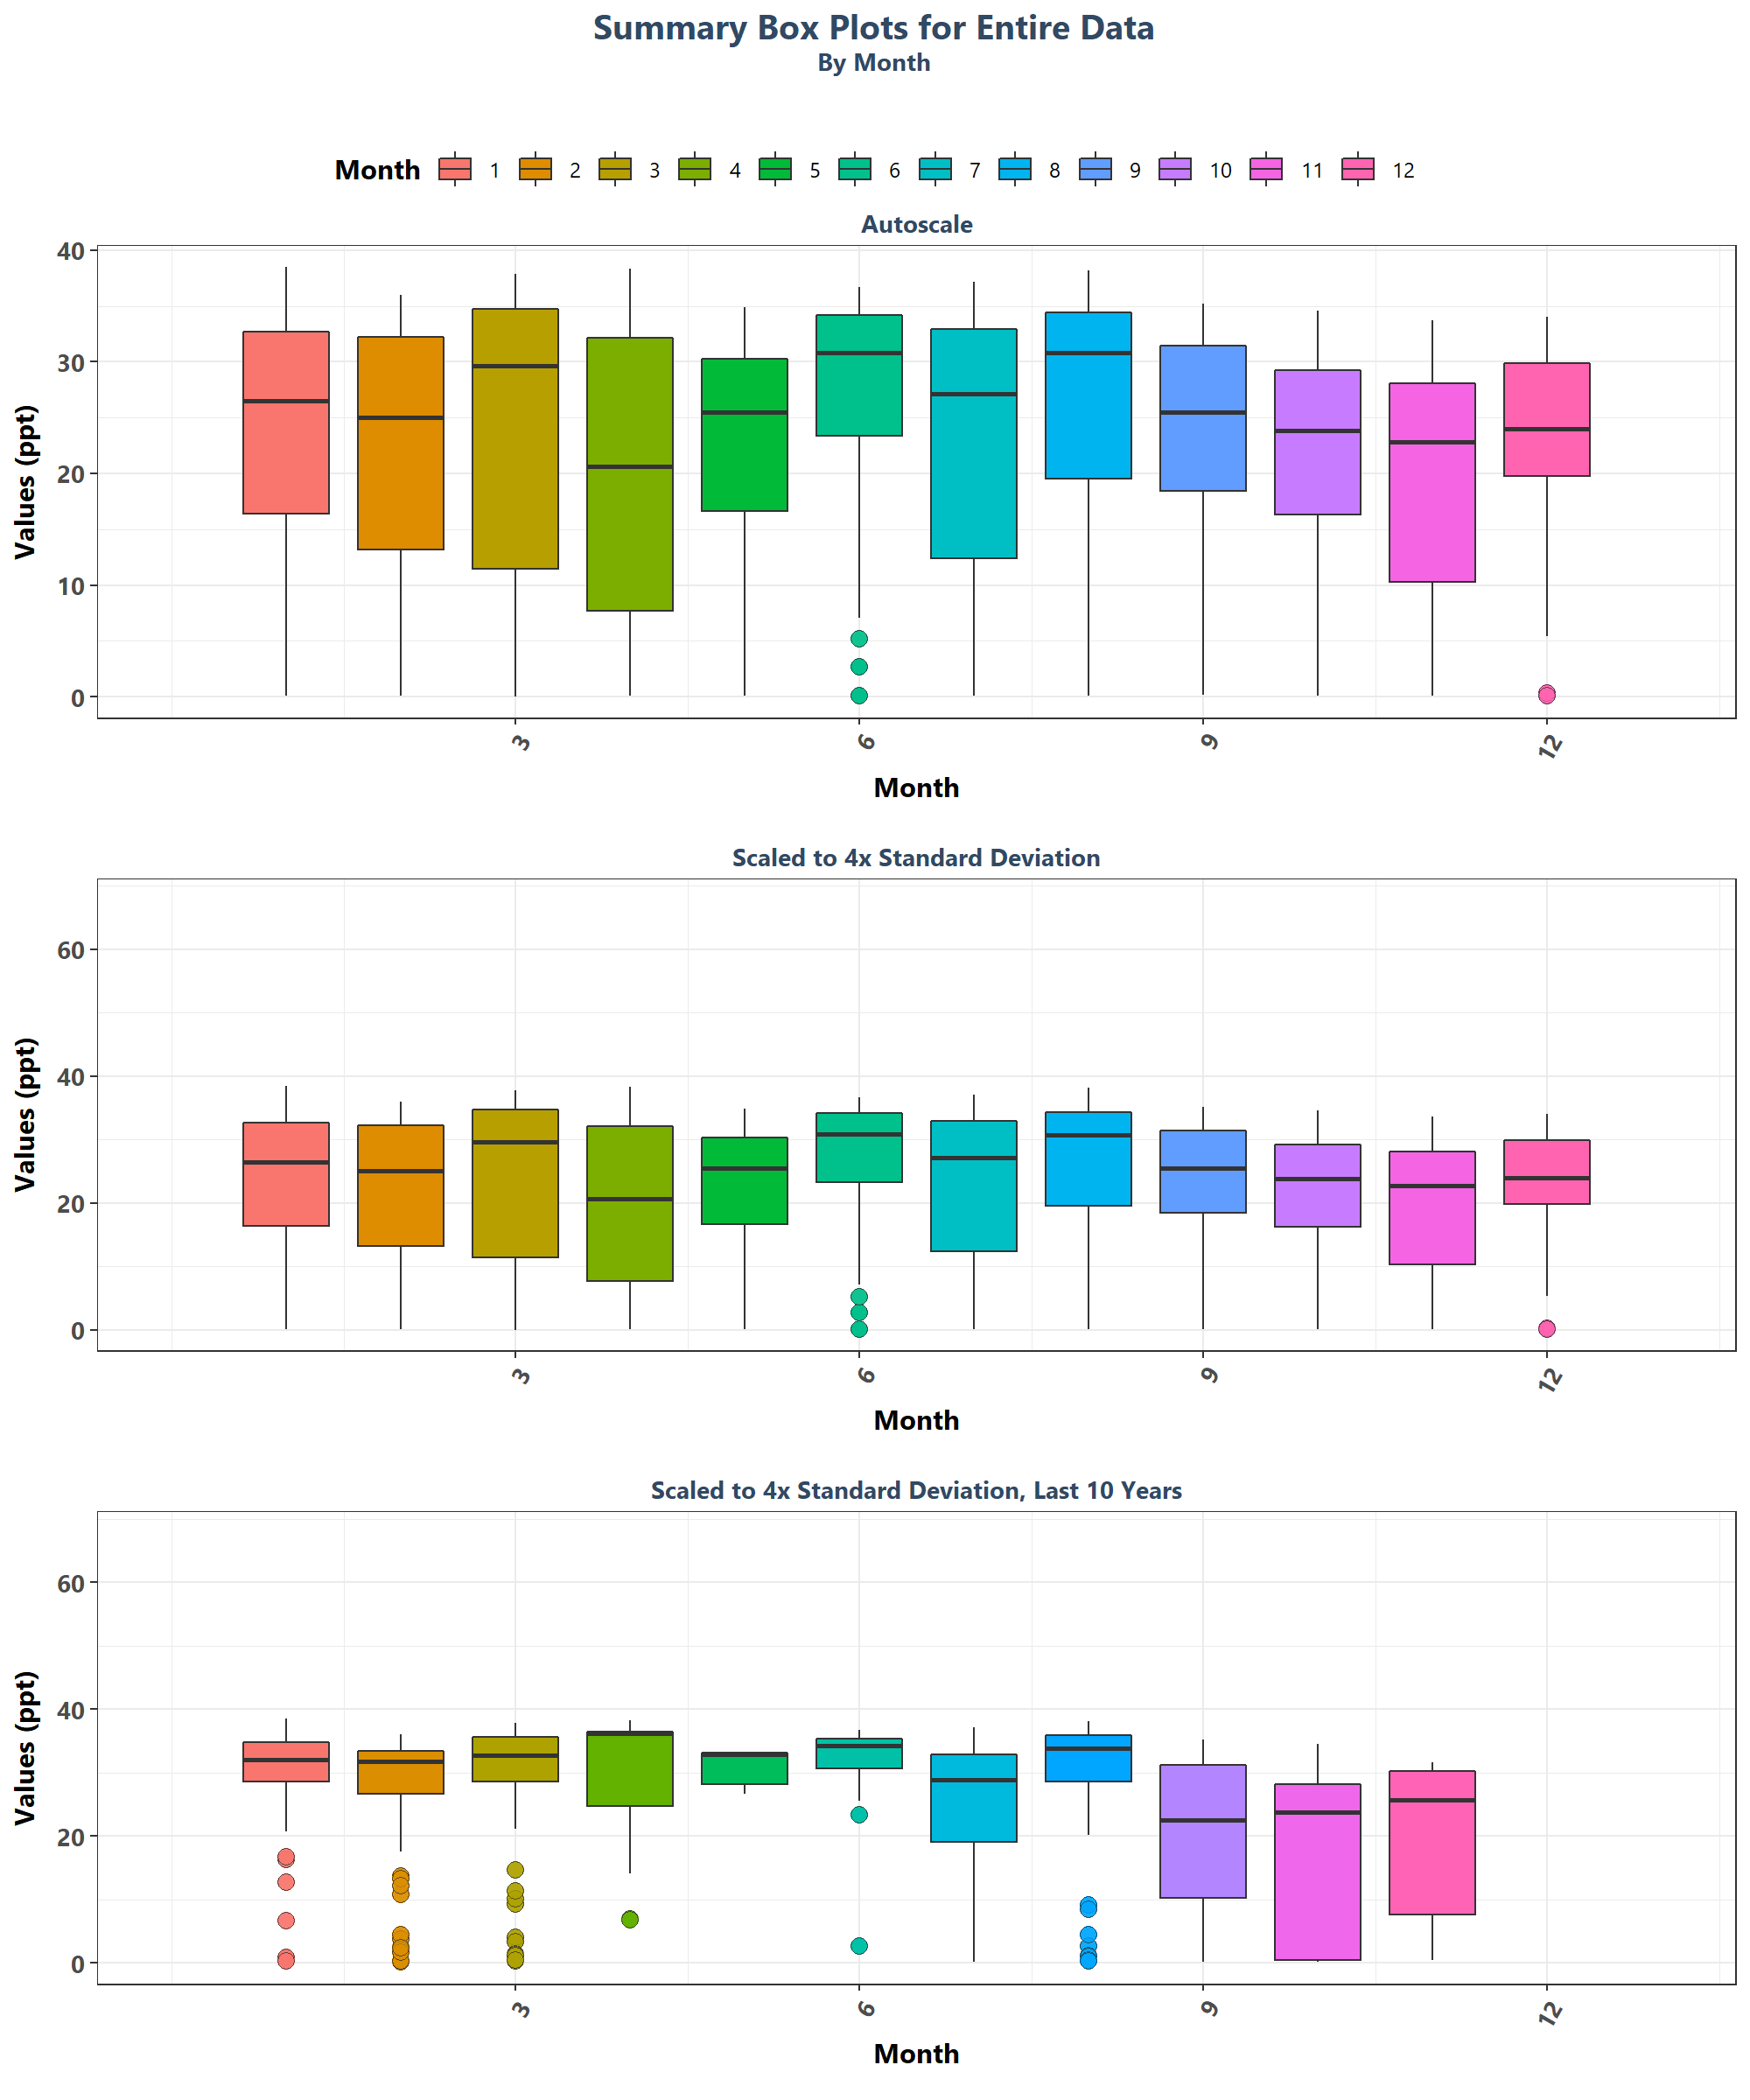 Summary Box Plots for Entire Data
By Month
Month 1 2 3 4 5 6 7 8 9 10 11 12
Autoscale
Values (ppt)
40
30
20
10
0
3 6 9 12
Month
Scaled to 4x Standard Deviation
Values (ppt)
60
40
20
0
3 6 9 12
Month
Scaled to 4x Standard Deviation, Last 10 Years
Values (ppt)
60
40
20
0
3 6 9 12
Month